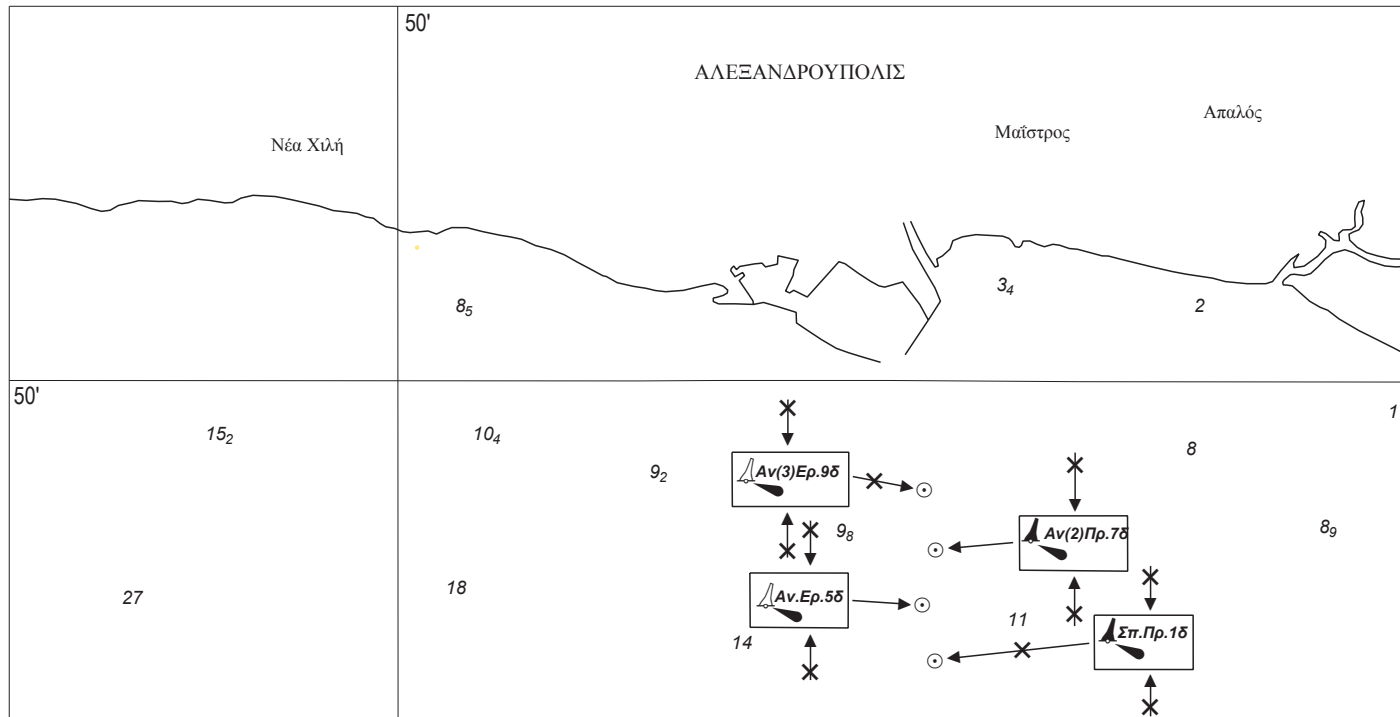 50'
ΑΛΕΞΑΝΔΡΟΥΠΟΛΙΣ
Απαλός
Μαΐστρος
Νέα Χιλή
3₄
8₅
2
50'
1
15₂
10₄
8
9₂
Αν(3)Ερ.9δ
8₉
9₈
Αν(2)Πρ.7δ
18
27
Αν.Ερ.5δ
11
Σπ.Πρ.1δ
14